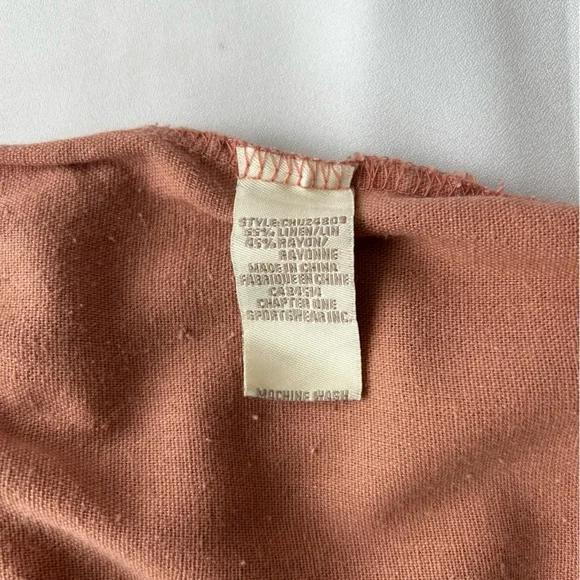 STYLE:CHU24803
55% LINEN/LIN
45% RAYON/
RAYONNE
MADE IN CHINA
FABRIQUE EN CHINE
CHAPTER ONE
SPORTSWEAR INC.
MACHINE WASH